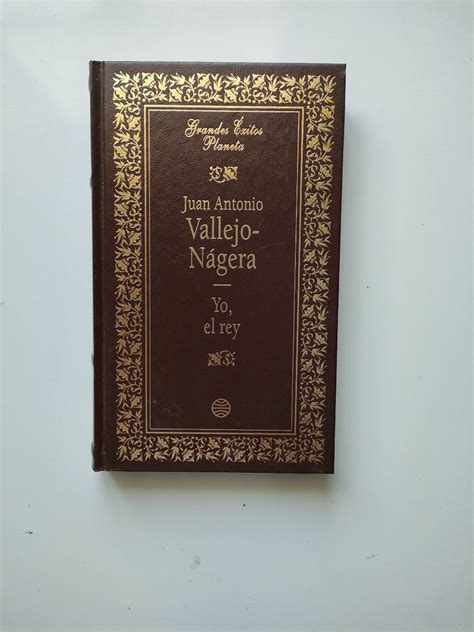 Grandes Éxitos
Planeta
Juan Antonio
Vallejo-
Nágera
Yo,
el rey